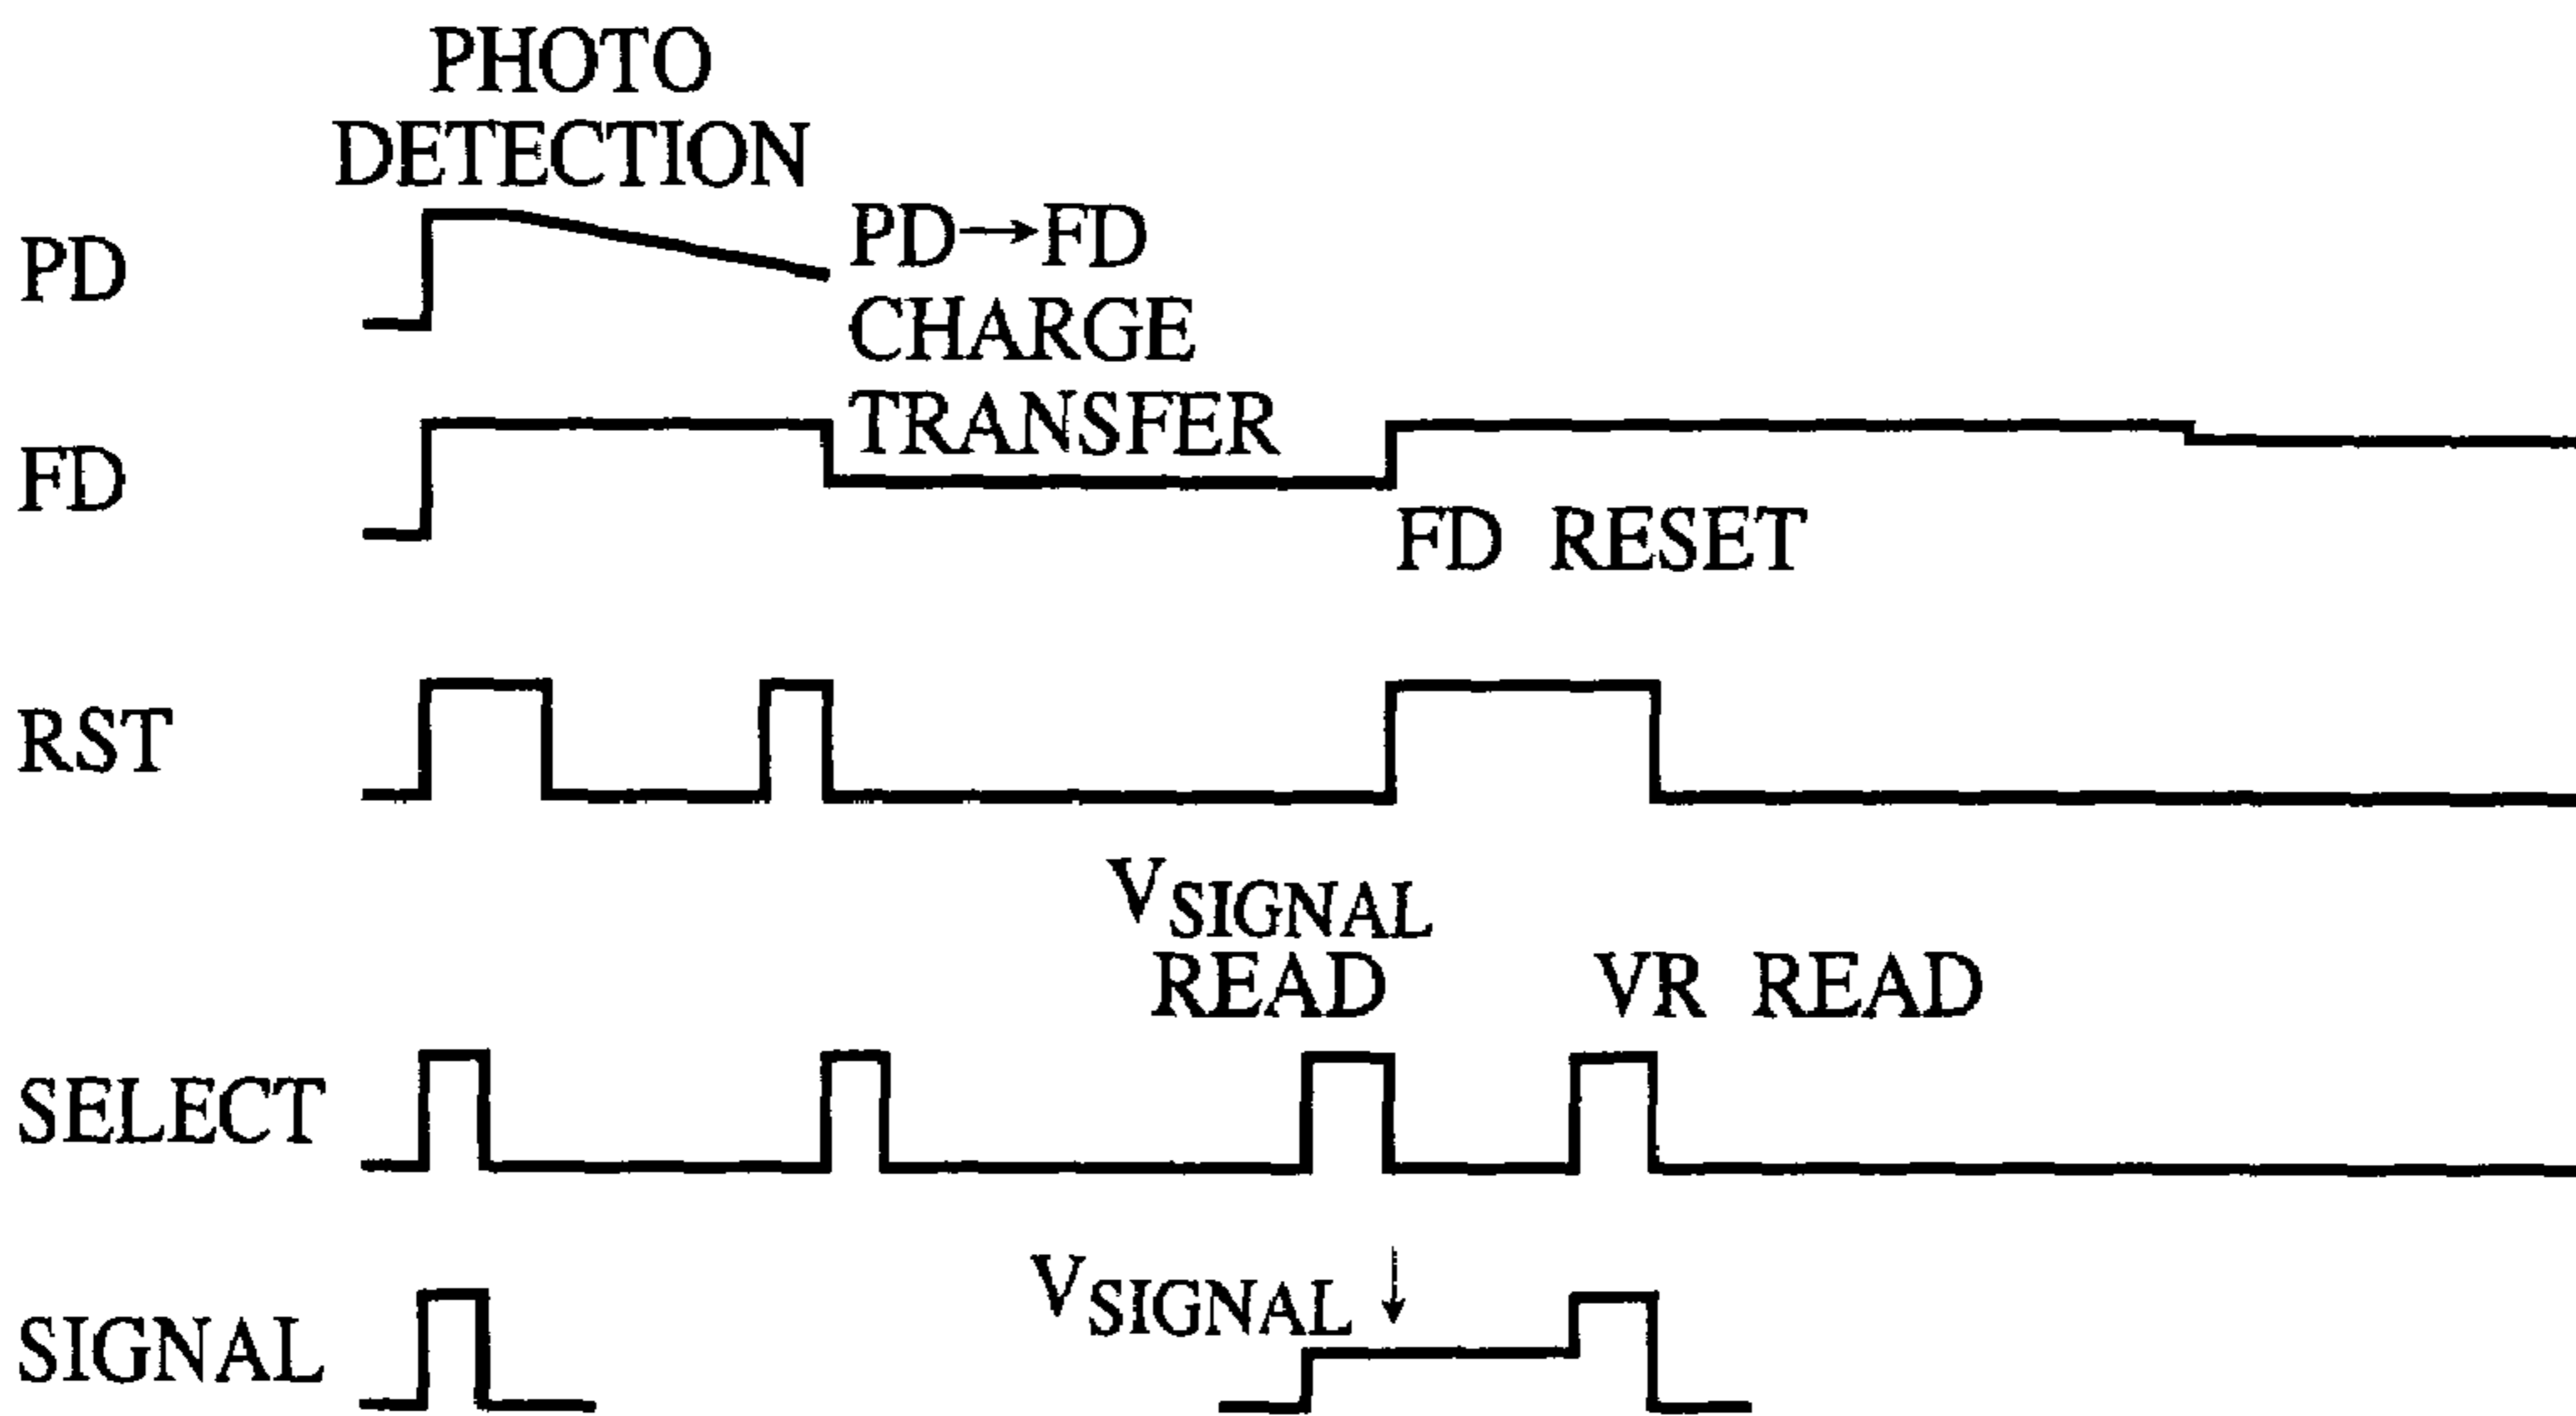 PHOTO
DETECTION
PD
PD→FD
CHARGE
TRANSFER
FD
FD RESET
RST
VSIGNAL
READ
VR READ
SELECT
VSIGNAL ↓
SIGNAL